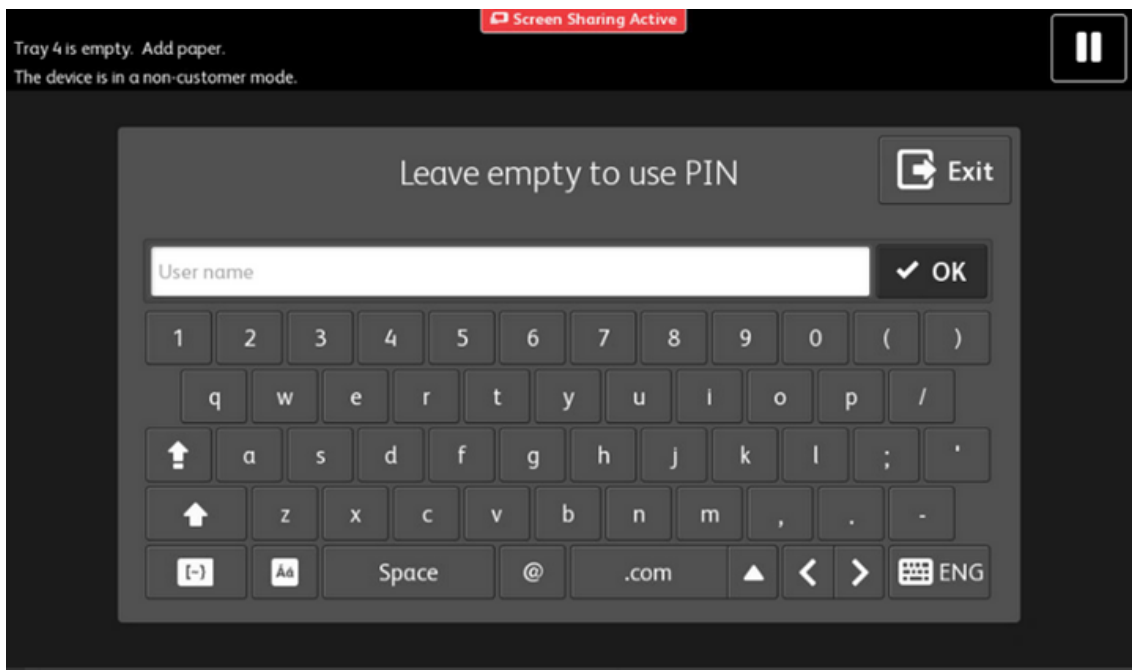 Screen Sharing Active
Tray 4 is empty. Add paper.
The device is in a non-customer mode.
Leave empty to use PIN
Exit
User name
OK
1 2 3 4 5 6 7 8 9 0 ( )
q w e r t y u i o p /
a s d f g h j k l ; '
z x c v b n m , . -
[~] Áá Space @ .com ENG